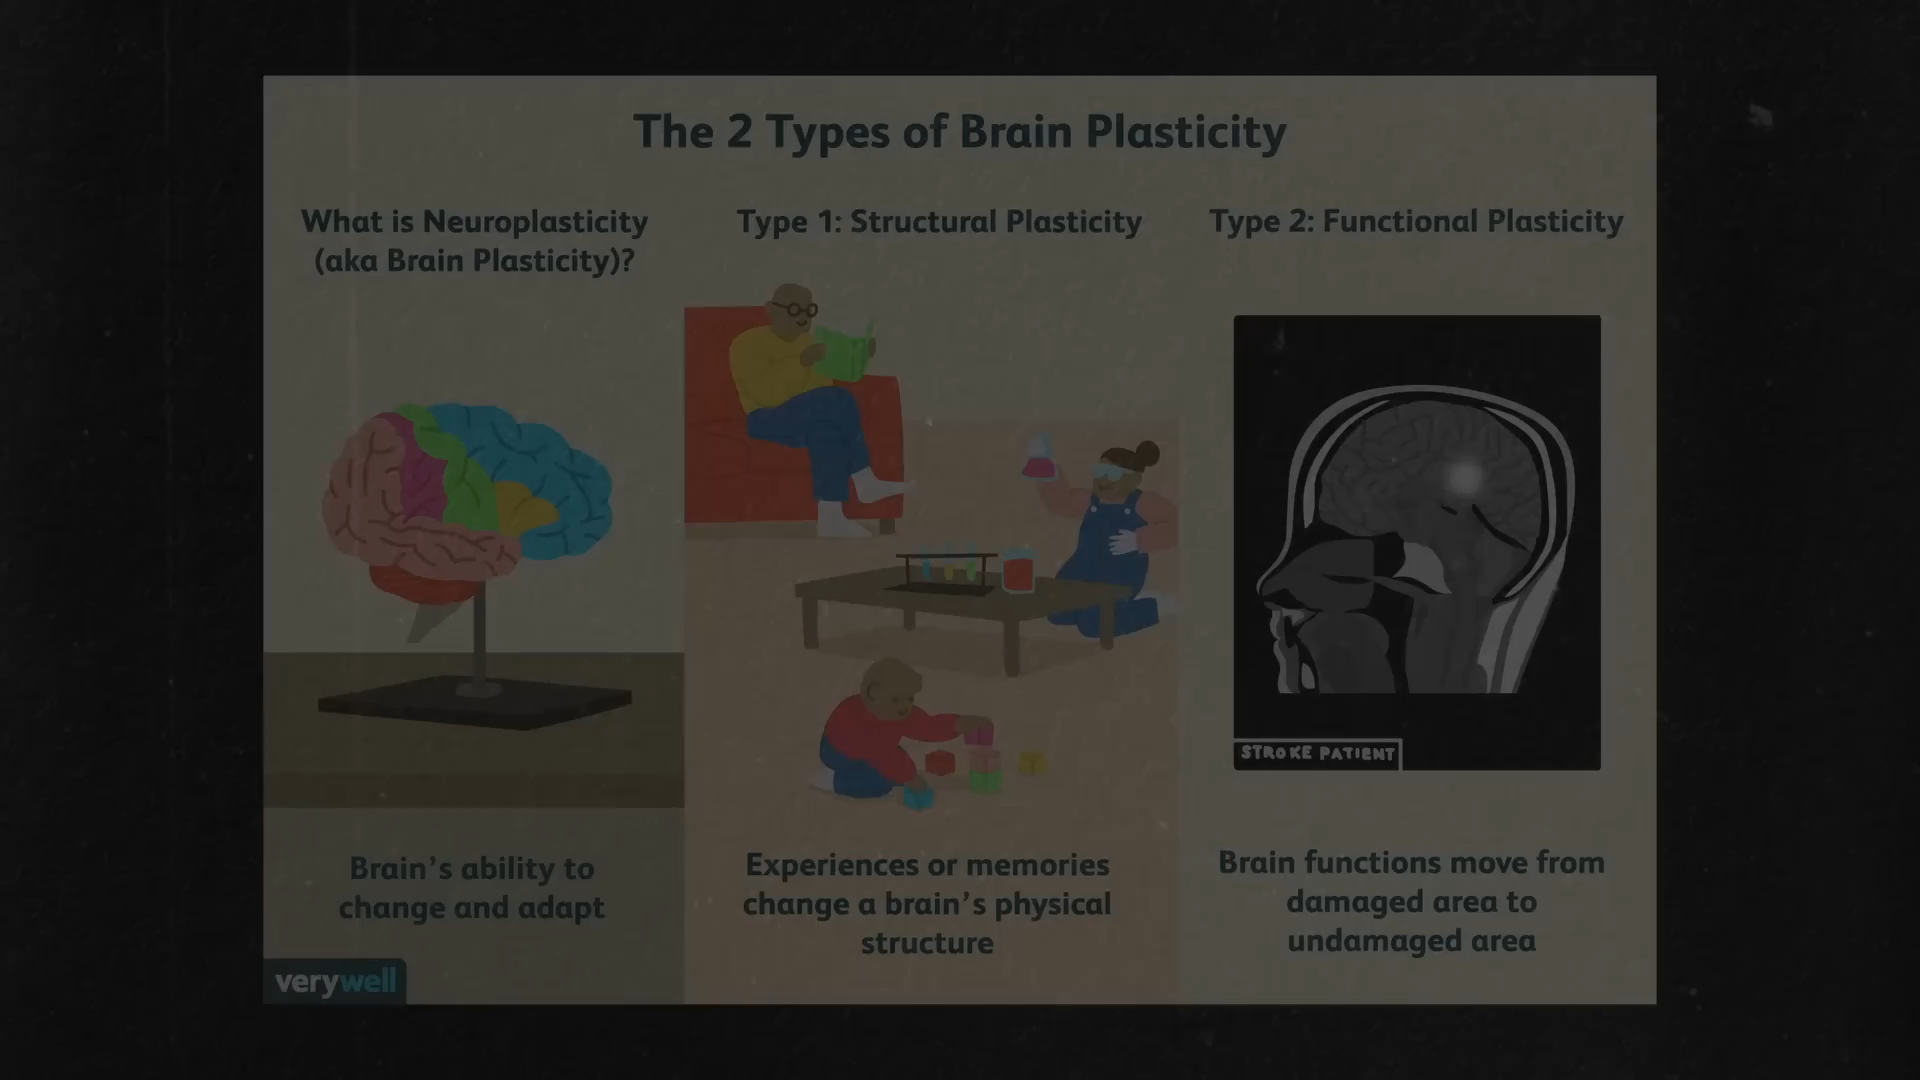 The 2 Types of Brain Plasticity
What is Neuroplasticity
(aka Brain Plasticity)?
Brain's ability to
change and adapt
Type 1: Structural Plasticity
Experiences or memories
change a brain's physical
structure
Type 2: Functional Plasticity
STROKE PATIENT
Brain functions move from
damaged area to
undamaged area
verywell